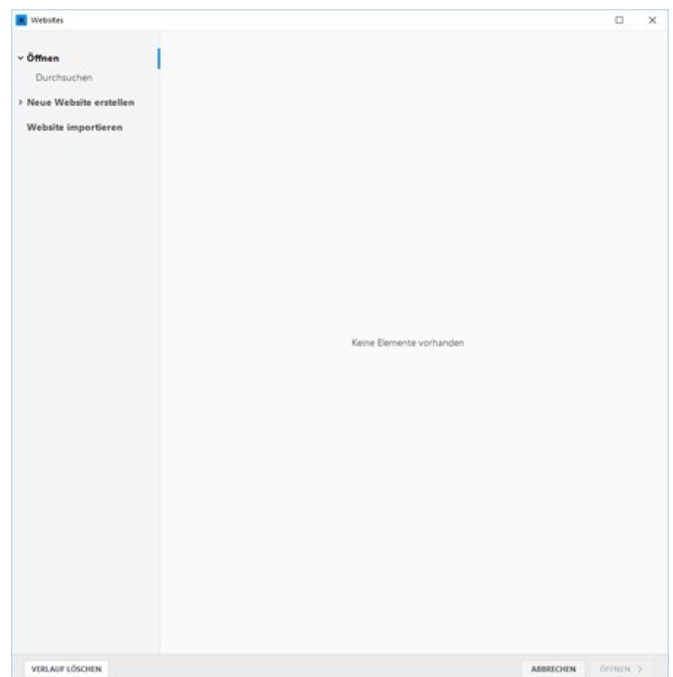 Websites
Öffnen
Durchsuchen
Neue Website erstellen
Website importieren
Keine Elemente vorhanden
VERLAUF LÖSCHEN
ABBRECHEN
ÖFFNEN >